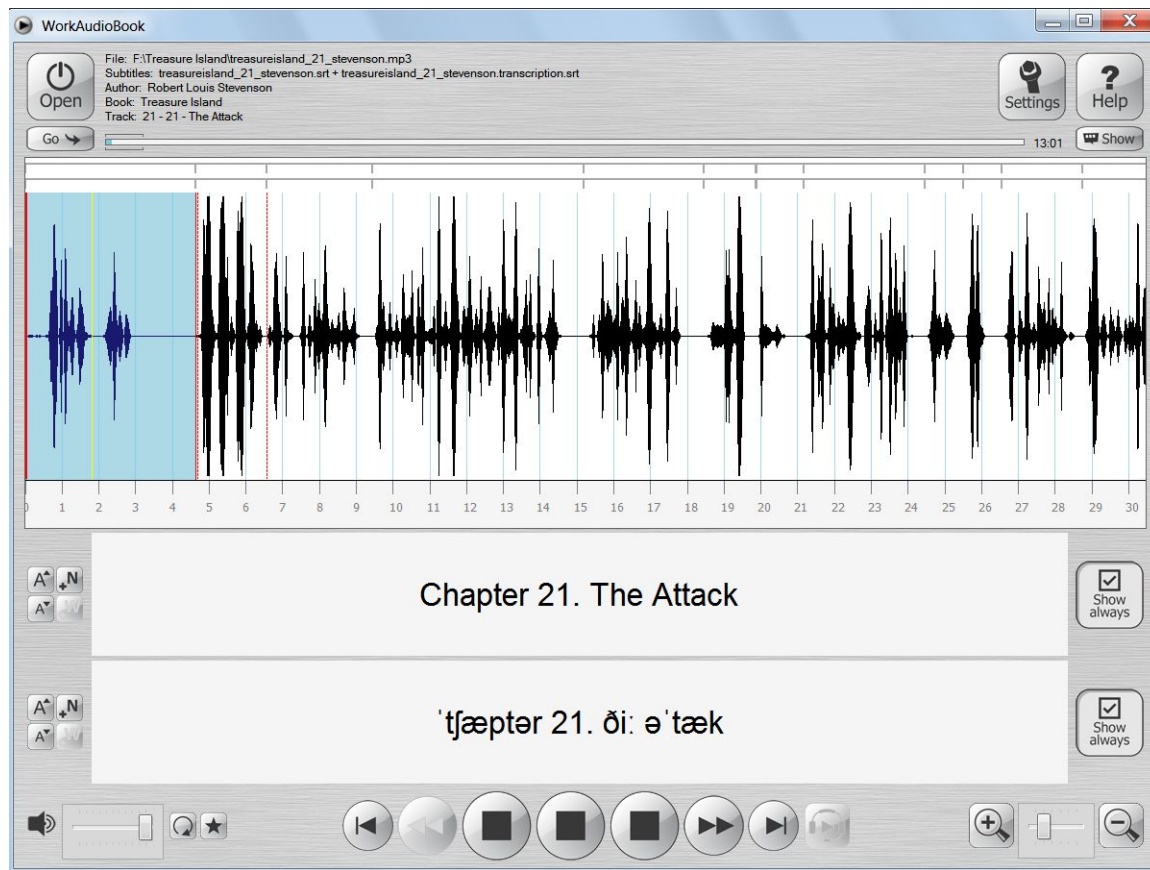 WorkAudioBook
File: F:\Treasure Island\treasureisland_21_stevenson.mp3
Subtitles: treasureisland_21_stevenson.srt + treasureisland_21_stevenson.transcription.srt
Author: Robert Louis Stevenson
Book: Treasure Island
Track: 21 - 21 - The Attack
Open
Settings
Help
Go
13:01
Show
0 1 2 3 4 5 6 7 8 9 10 11 12 13 14 15 16 17 18 19 20 21 22 23 24 25 26 27 28 29 30
A +N
A W
Chapter 21. The Attack
Show
always
A +N
A W
ˈtʃæptər 21. ðiː əˈtæk
Show
always